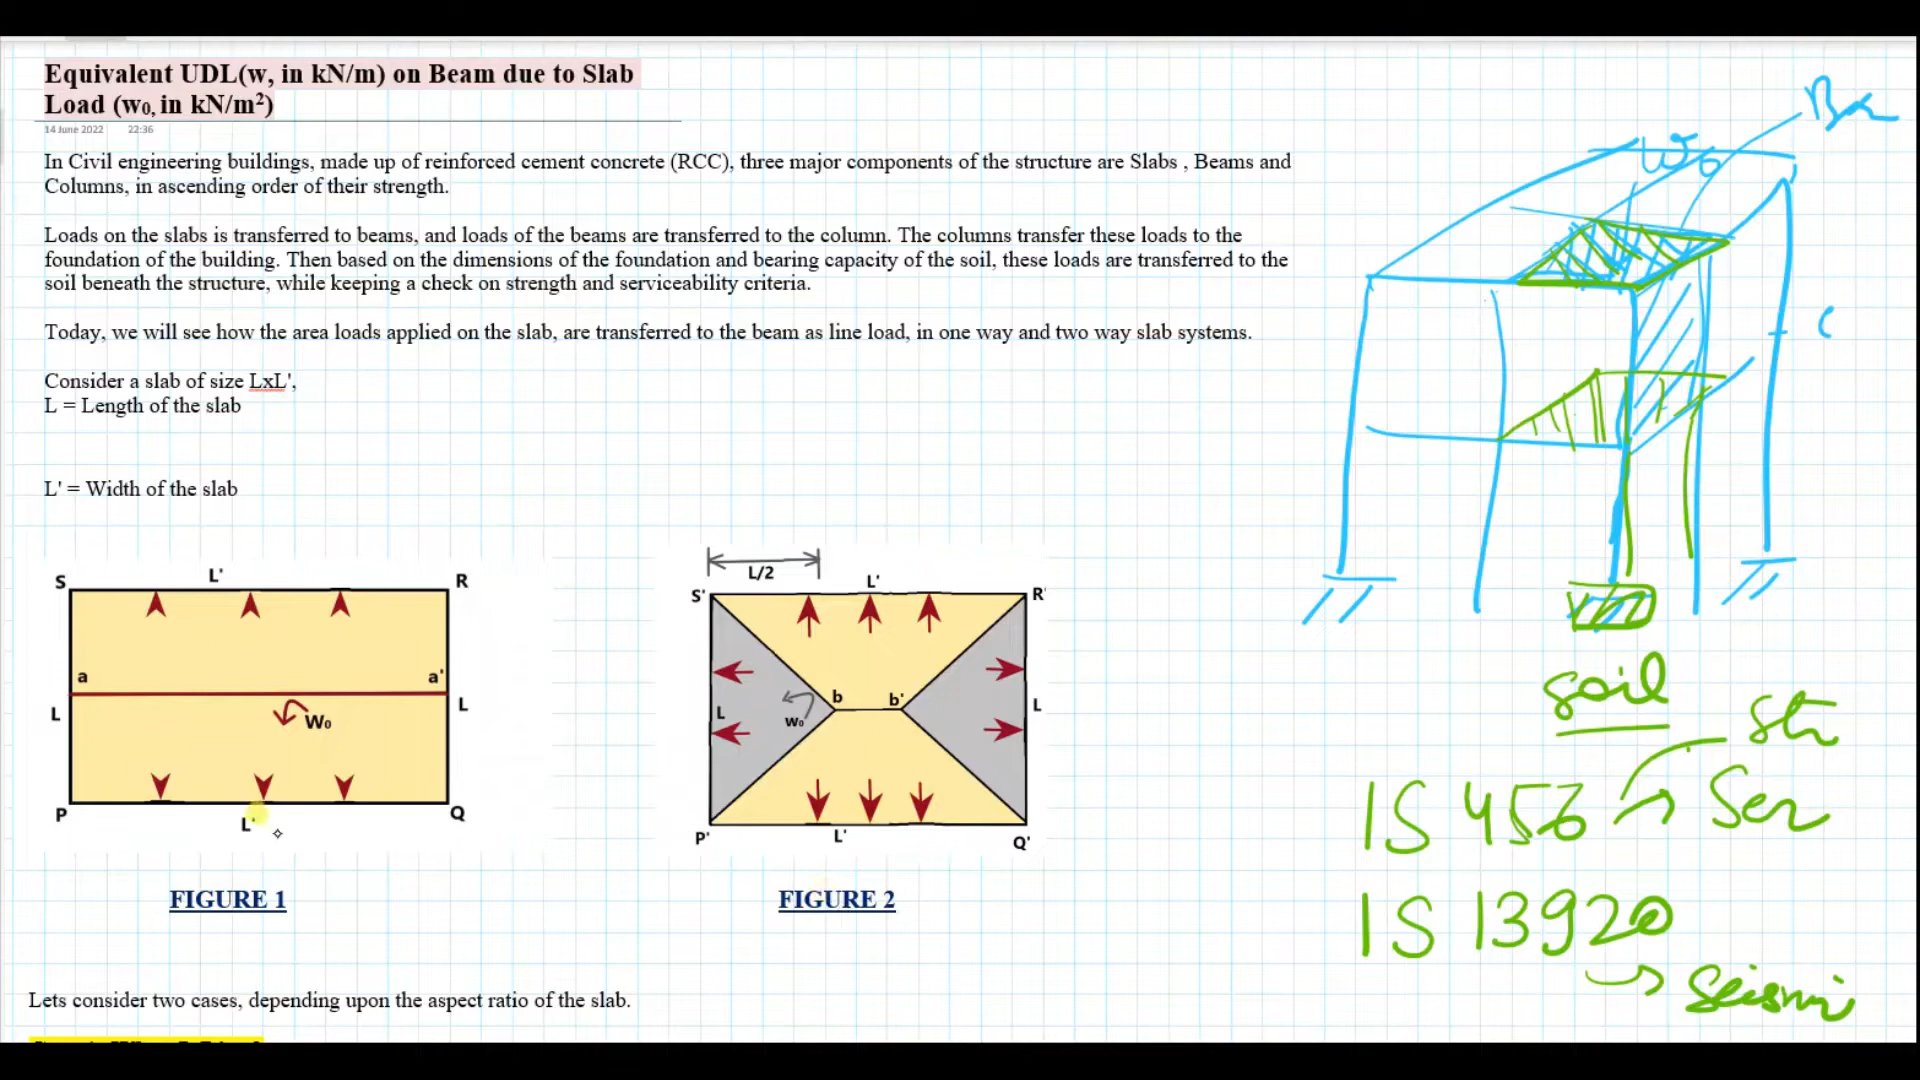 Equivalent UDL(w, in kN/m) on Beam due to Slab
Load (w₀, in kN/m²)
14 June 2022 22:36
In Civil engineering buildings, made up of reinforced cement concrete (RCC), three major components of the structure are Slabs , Beams and
Columns, in ascending order of their strength.
Loads on the slabs is transferred to beams, and loads of the beams are transferred to the column. The columns transfer these loads to the
foundation of the building. Then based on the dimensions of the foundation and bearing capacity of the soil, these loads are transferred to the
soil beneath the structure, while keeping a check on strength and serviceability criteria.
Today, we will see how the area loads applied on the slab, are transferred to the beam as line load, in one way and two way slab systems.
Consider a slab of size LxL',
L = Length of the slab
L' = Width of the slab
S L' R
a a'
L L
W₀
P L' Q
FIGURE 1
L/2
S' L' R'
b b'
L w₀ L
P' L' Q'
FIGURE 2
Lets consider two cases, depending upon the aspect ratio of the slab.
W₀
soil
St
IS 456 Ser
IS 13920
Seismi